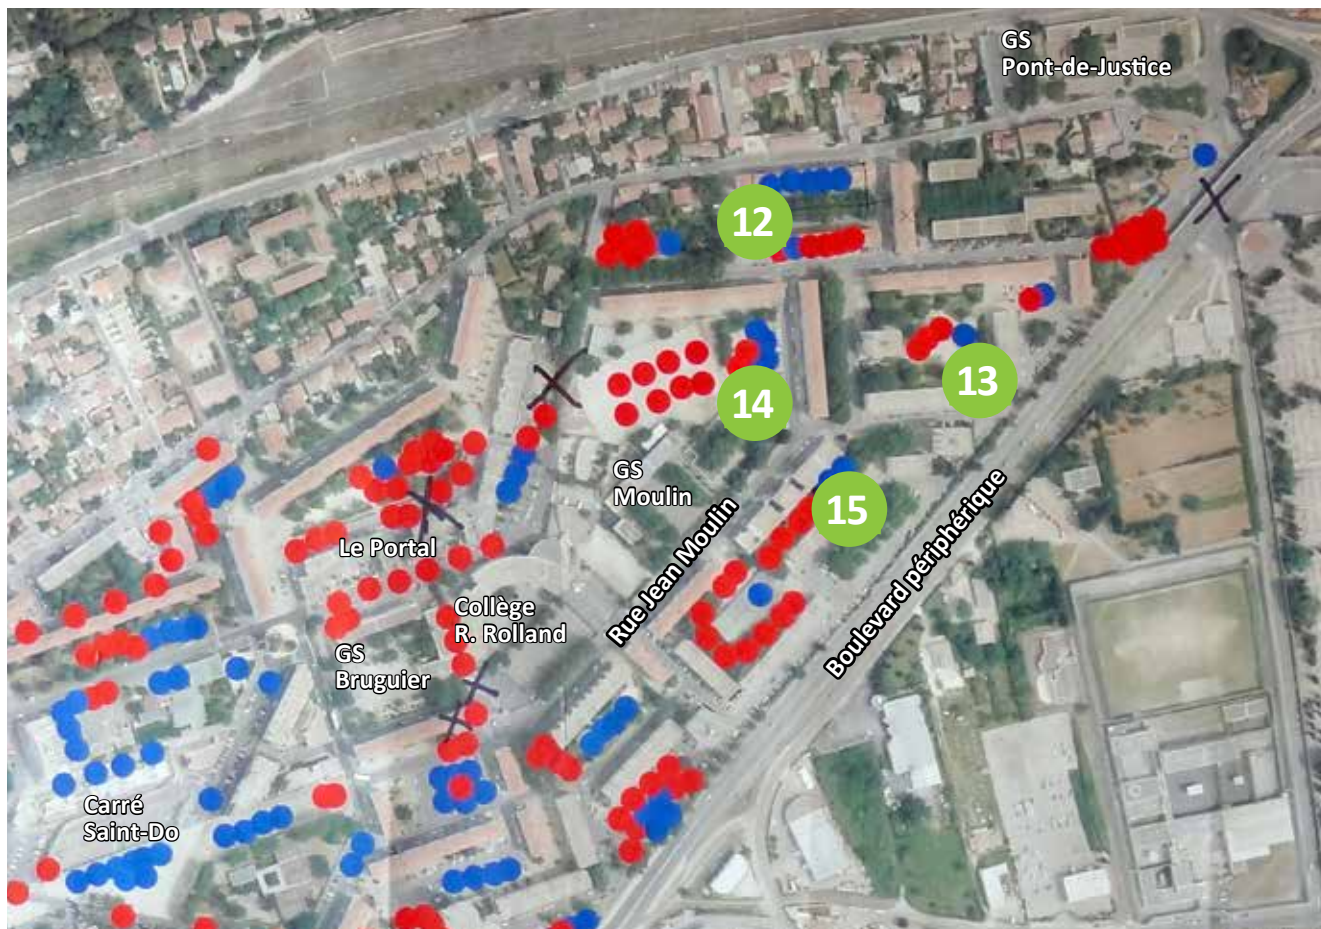 GS
Pont-de-Justice
12
13
14
GS
Moulin
15
Rue Jean Moulin
Boulevard périphérique
Le Portal
Collège
R. Rolland
GS
Bruguier
Carré
Saint-Do